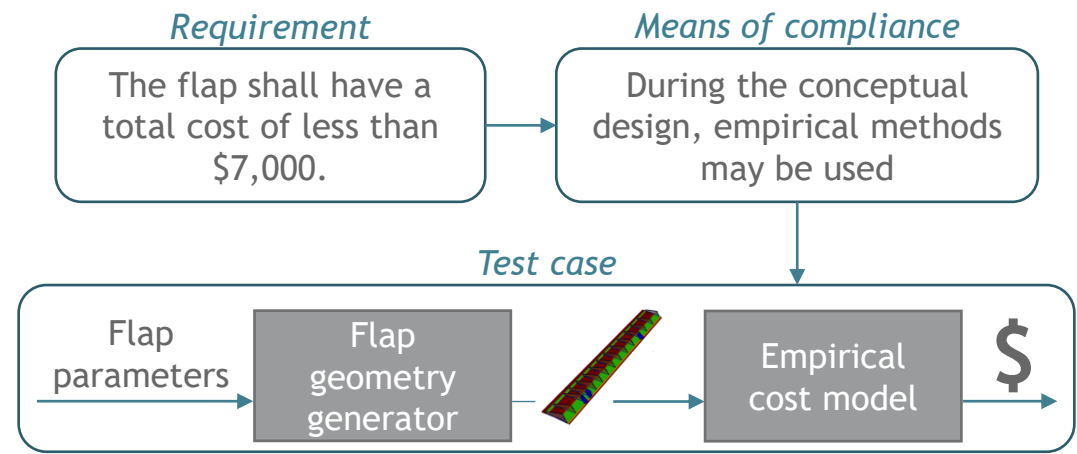 Requirement
The flap shall have a
total cost of less than
$7,000.
Means of compliance
During the conceptual
design, empirical methods
may be used
Test case
Flap
parameters
Flap
geometry
generator
Empirical
cost model
$